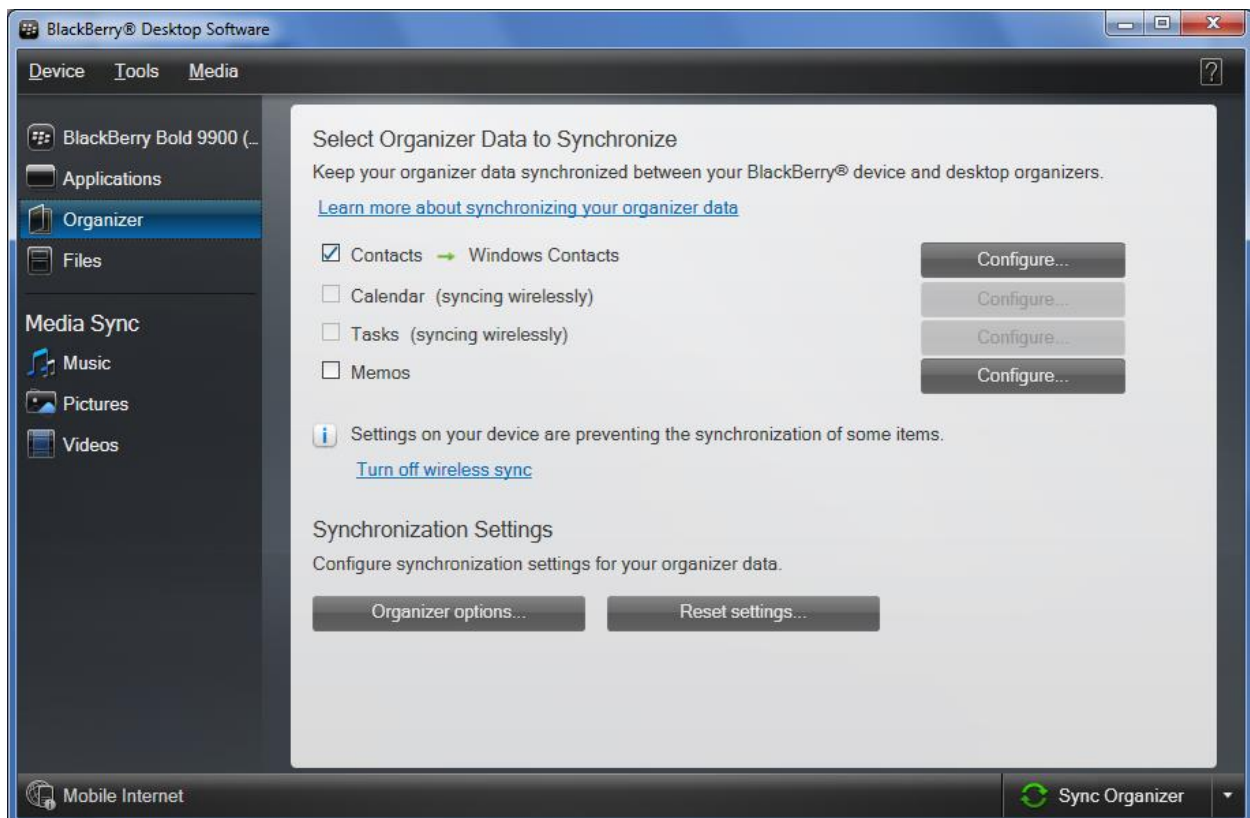 BlackBerry® Desktop Software
Device Tools Media
?
BlackBerry Bold 9900 (...
Applications
Organizer
Files
Media Sync
Music
Pictures
Videos
Select Organizer Data to Synchronize
Keep your organizer data synchronized between your BlackBerry® device and desktop organizers.
Learn more about synchronizing your organizer data
Contacts → Windows Contacts Configure...
Calendar (syncing wirelessly) Configure...
Tasks (syncing wirelessly) Configure...
Memos Configure...
Settings on your device are preventing the synchronization of some items.
Turn off wireless sync
Synchronization Settings
Configure synchronization settings for your organizer data.
Organizer options... Reset settings...
Mobile Internet Sync Organizer